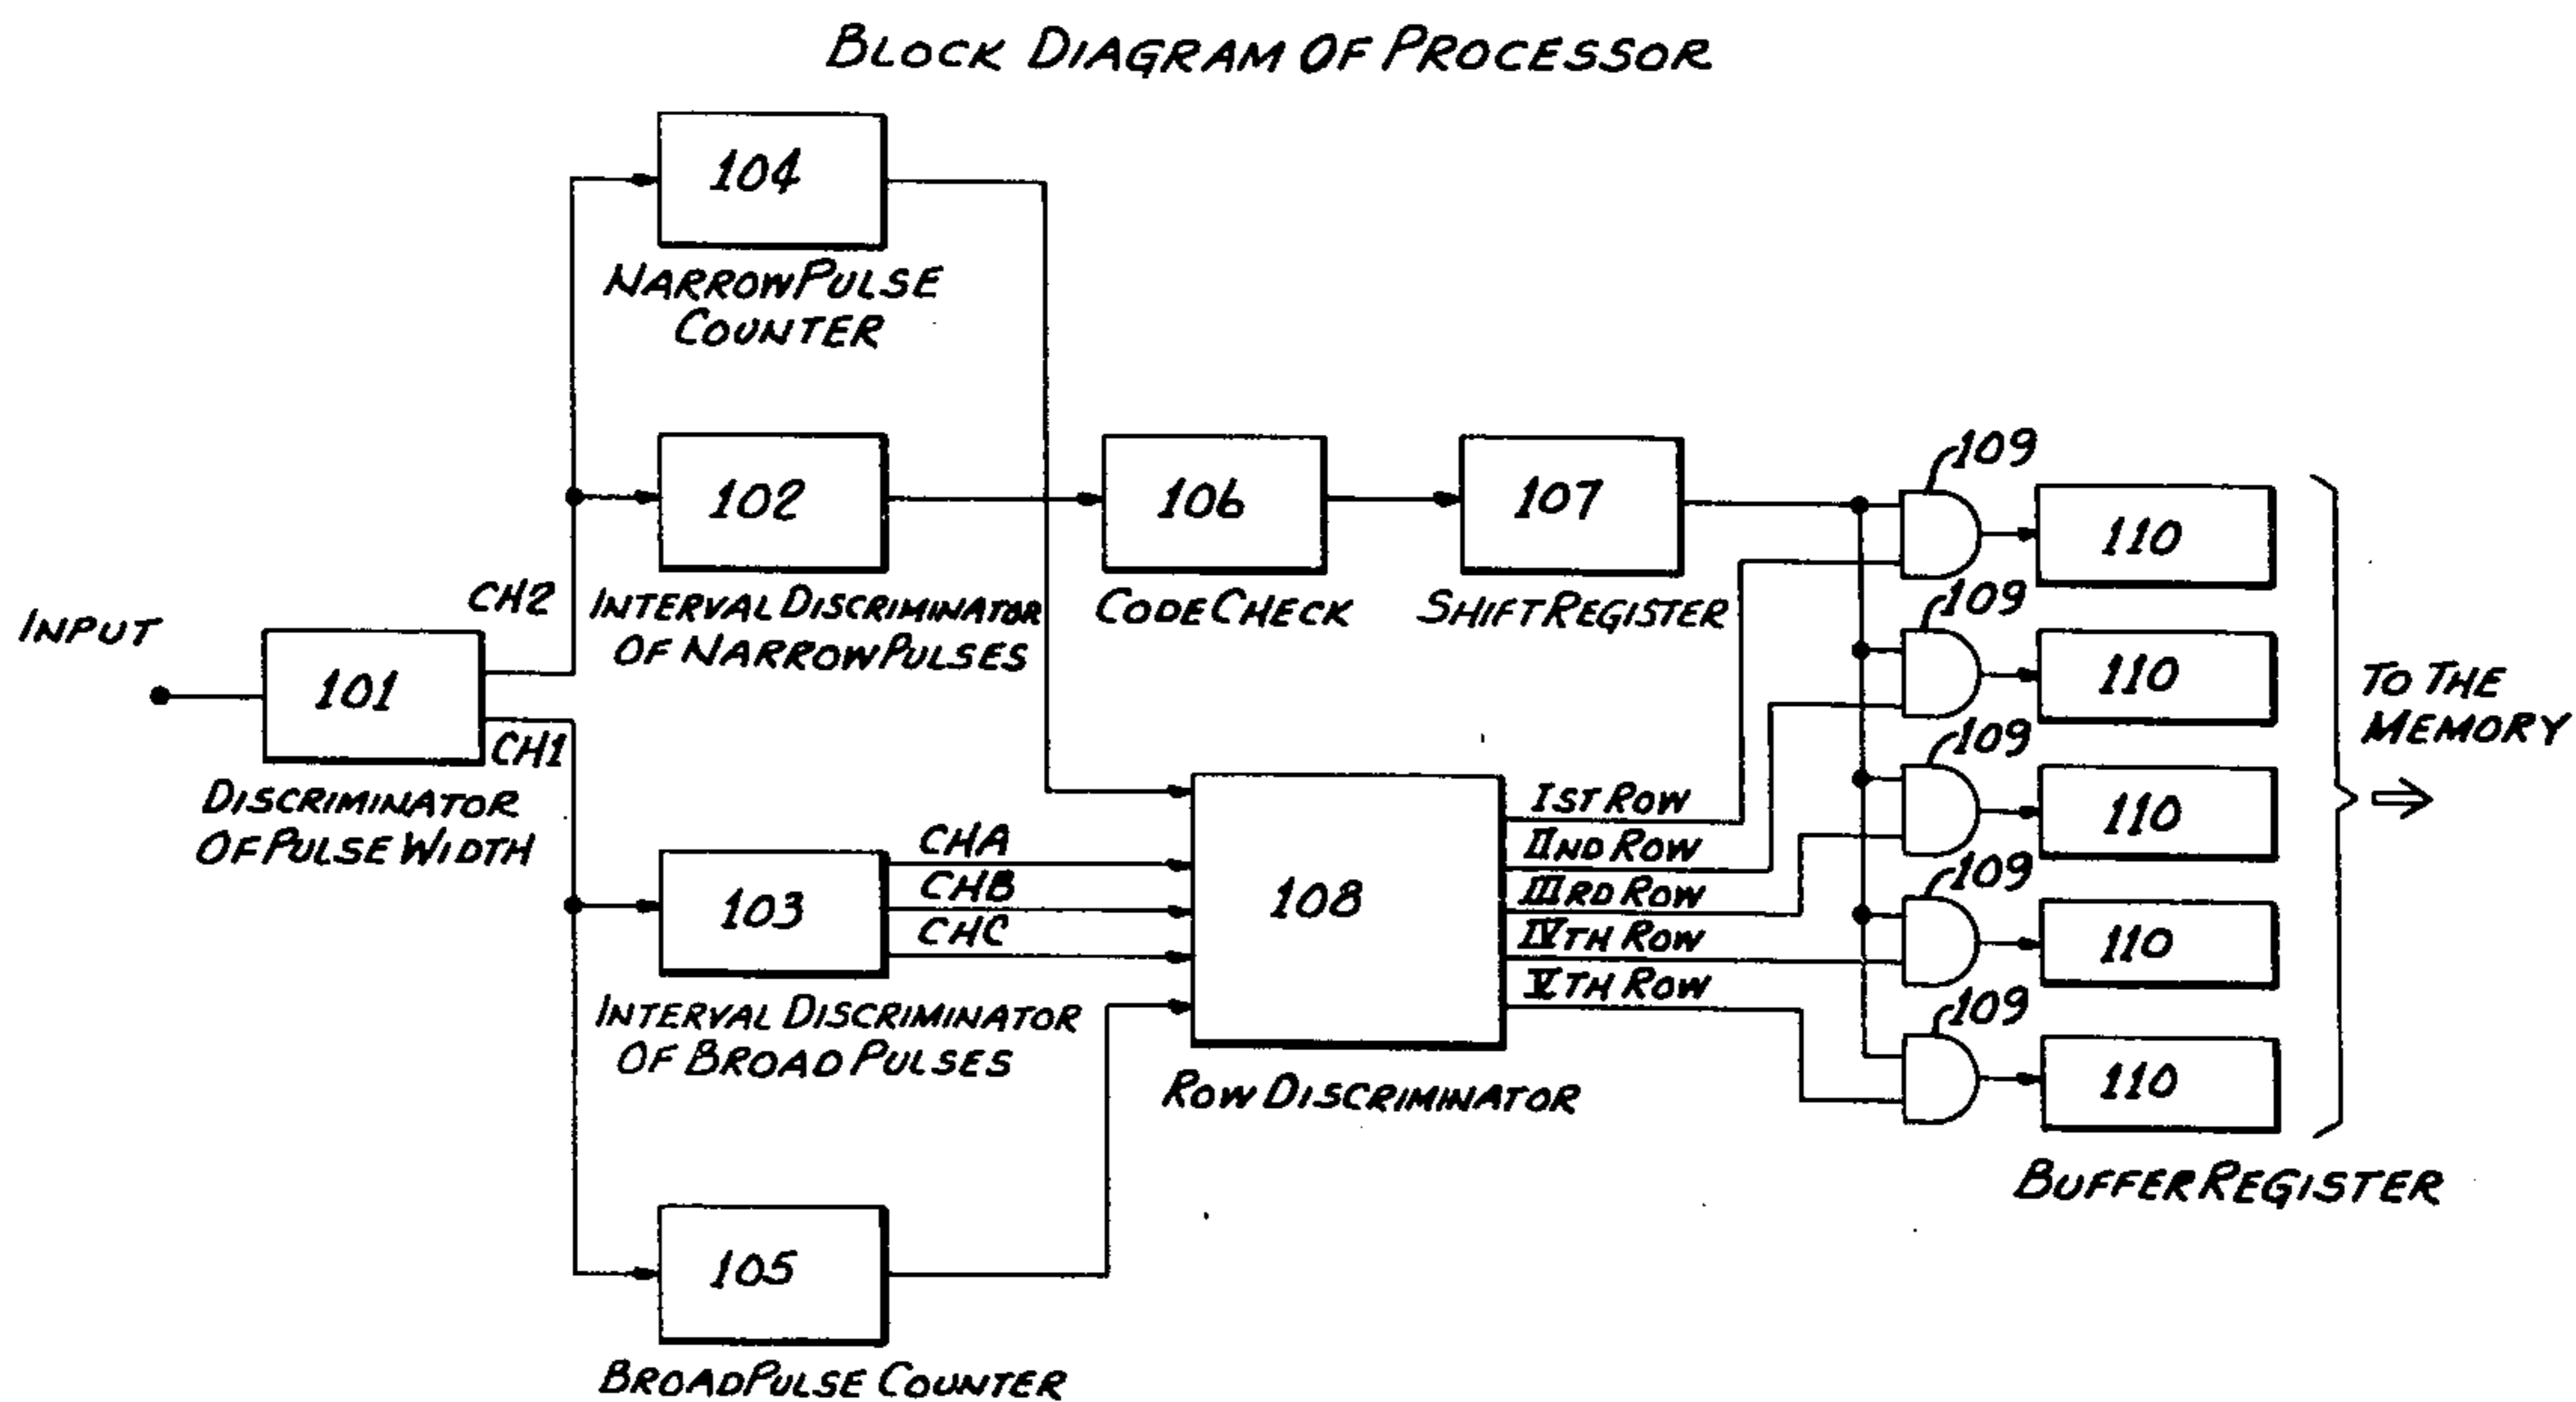 BLOCK DIAGRAM OF PROCESSOR
104
NARROW PULSE
COUNTER
102
INTERVAL DISCRIMINATOR
OF NARROW PULSES
106
CODE CHECK
107
SHIFT REGISTER
INPUT
101
CH2
CH1
DISCRIMINATOR
OF PULSE WIDTH
103
CHA
CHB
CHC
INTERVAL DISCRIMINATOR
OF BROAD PULSES
105
BROAD PULSE COUNTER
108
ROW DISCRIMINATOR
IST ROW
IIND ROW
IIIRD ROW
IVTH ROW
VTH ROW
109
110
109
110
109
110
109
110
109
110
BUFFER REGISTER
TO THE
MEMORY